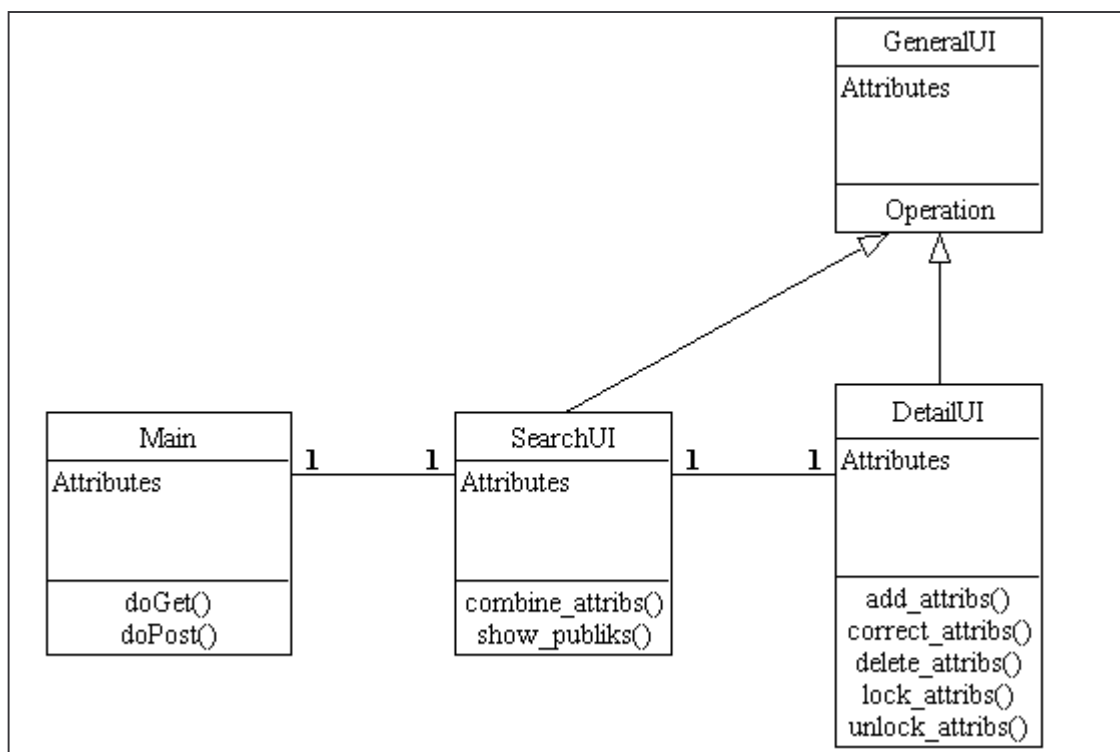 GeneralUI
Attributes
Operation
Main
Attributes
doGet()
doPost()
1
1
SearchUI
Attributes
combine_attribs()
show_publiks()
1
1
DetailUI
Attributes
add_attribs()
correct_attribs()
delete_attribs()
lock_attribs()
unlock_attribs()